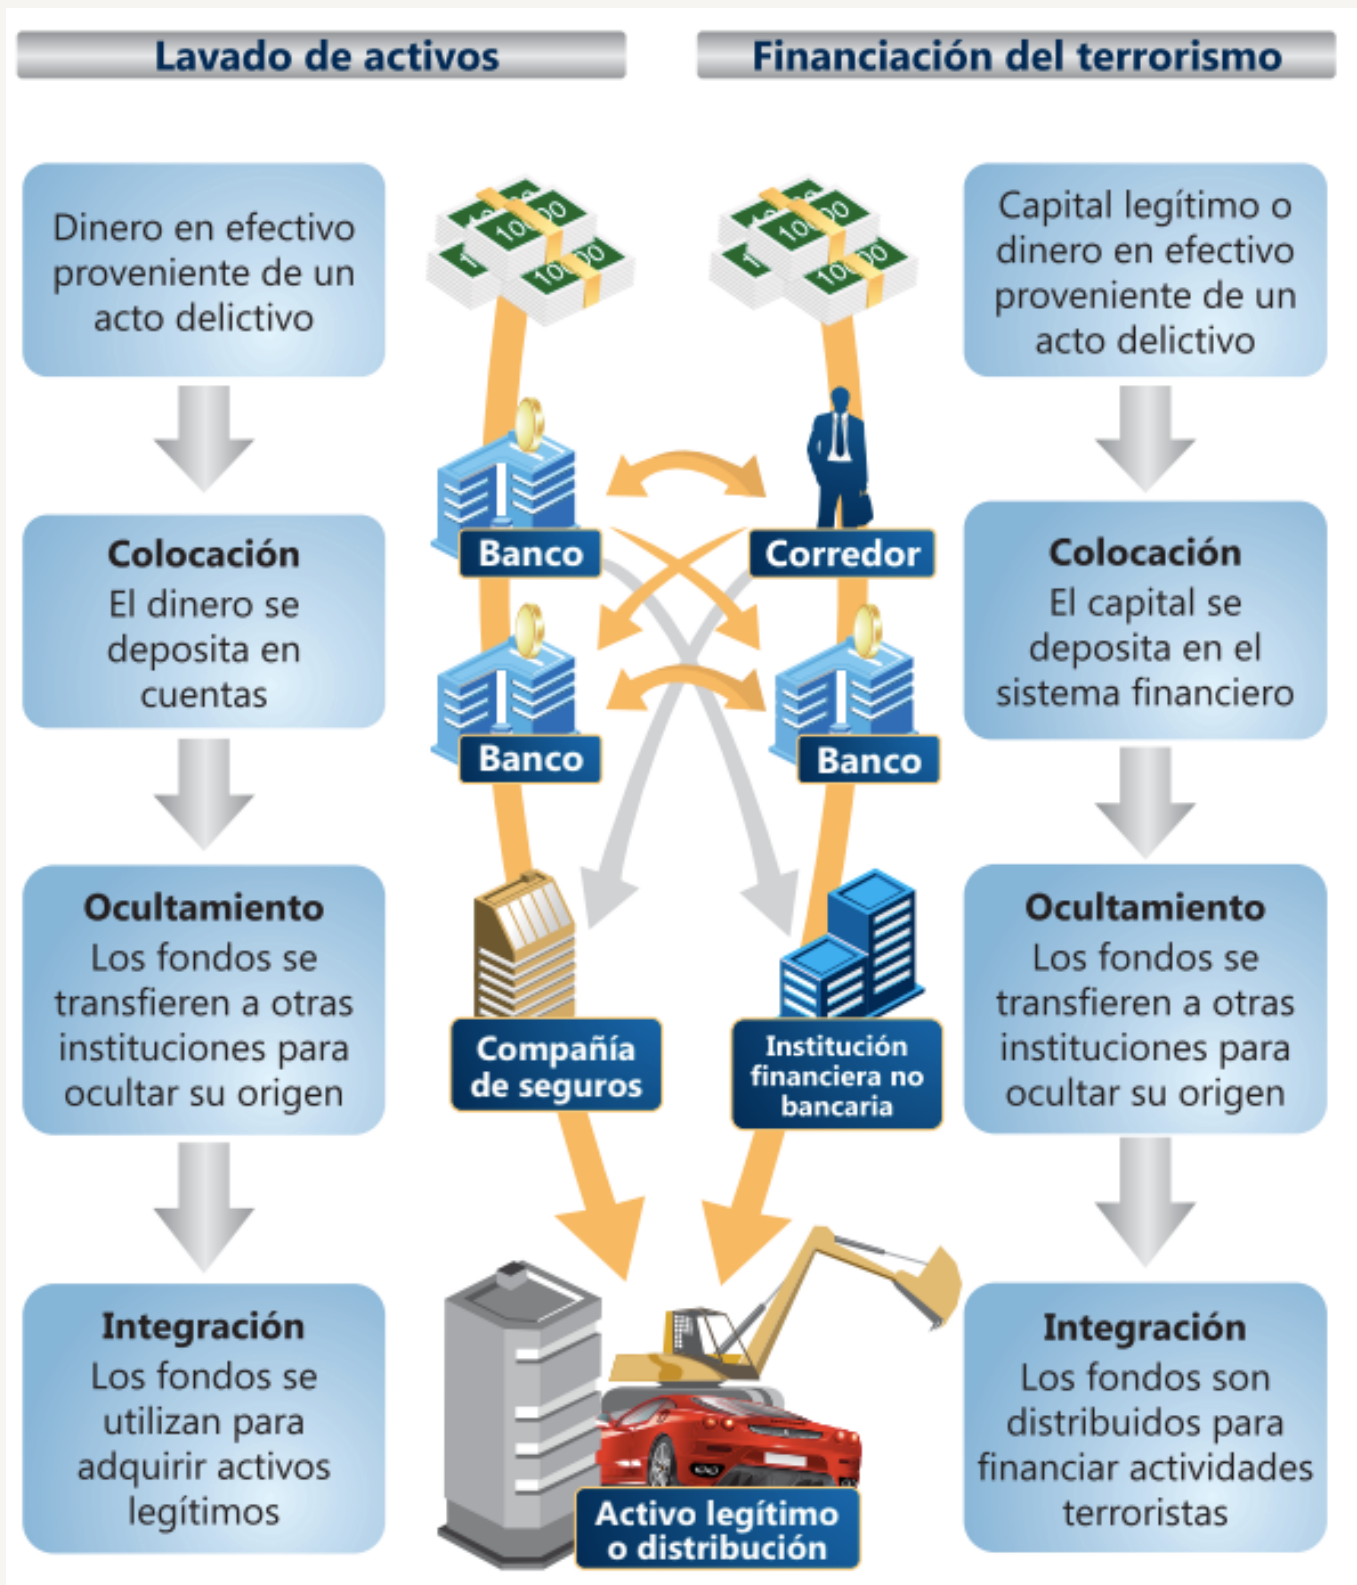 Lavado de activos
Financiación del terrorismo
Dinero en efectivo
proveniente de un
acto delictivo
Capital legítimo o
dinero en efectivo
proveniente de un
acto delictivo
Colocación
El dinero se
deposita en
cuentas
Banco
Corredor
Banco
Banco
Colocación
El capital se
deposita en el
sistema financiero
Ocultamiento
Los fondos se
transfieren a otras
instituciones para
ocultar su origen
Compañía
de seguros
Institución
financiera no
bancaria
Ocultamiento
Los fondos se
transfieren a otras
instituciones para
ocultar su origen
Integración
Los fondos se
utilizan para
adquirir activos
legítimos
Activo legítimo
o distribución
Integración
Los fondos son
distribuidos para
financiar actividades
terroristas